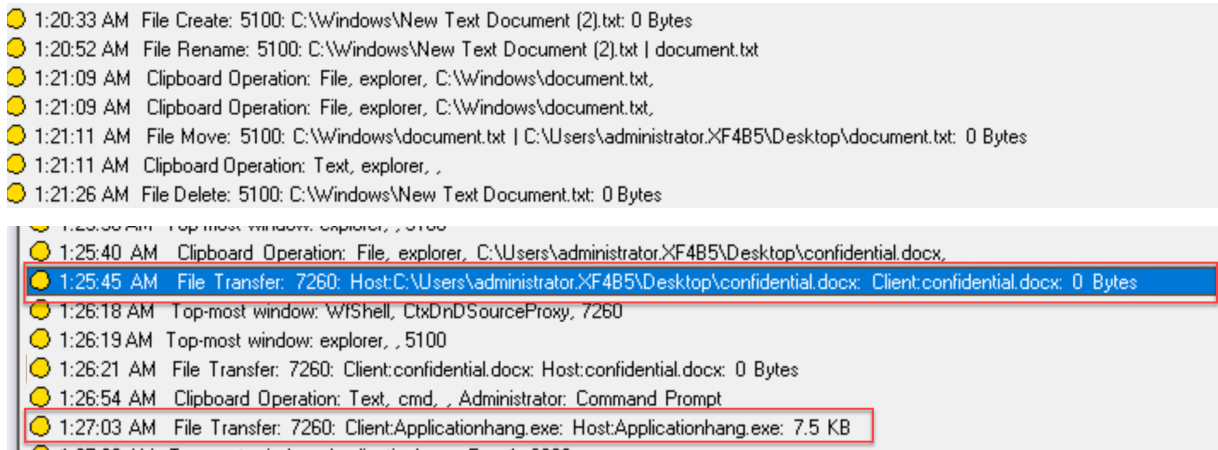 1:20:33 AM File Create: 5100: C:\Windows\New Text Document (2).txt: 0 Bytes
1:20:52 AM File Rename: 5100: C:\Windows\New Text Document (2).txt | document.txt
1:21:09 AM Clipboard Operation: File, explorer, C:\Windows\document.txt,
1:21:09 AM Clipboard Operation: File, explorer, C:\Windows\document.txt,
1:21:11 AM File Move: 5100: C:\Windows\document.txt | C:\Users\administrator.XF4B5\Desktop\document.txt: 0 Bytes
1:21:11 AM Clipboard Operation: Text, explorer, ,
1:21:26 AM File Delete: 5100: C:\Windows\New Text Document.txt: 0 Bytes
Top-most window: explorer, , 5100
1:25:40 AM Clipboard Operation: File, explorer, C:\Users\administrator.XF4B5\Desktop\confidential.docx,
1:25:45 AM File Transfer: 7260: Host:C:\Users\administrator.XF4B5\Desktop\confidential.docx: Client:confidential.docx: 0 Bytes
1:26:18 AM Top-most window: WfShell, CtxDnDSourceProxy, 7260
1:26:19 AM Top-most window: explorer, , 5100
1:26:21 AM File Transfer: 7260: Client:confidential.docx: Host:confidential.docx: 0 Bytes
1:26:54 AM Clipboard Operation: Text, cmd, , Administrator: Command Prompt
1:27:03 AM File Transfer: 7260: Client:Applicationhang.exe: Host:Applicationhang.exe: 7.5 KB